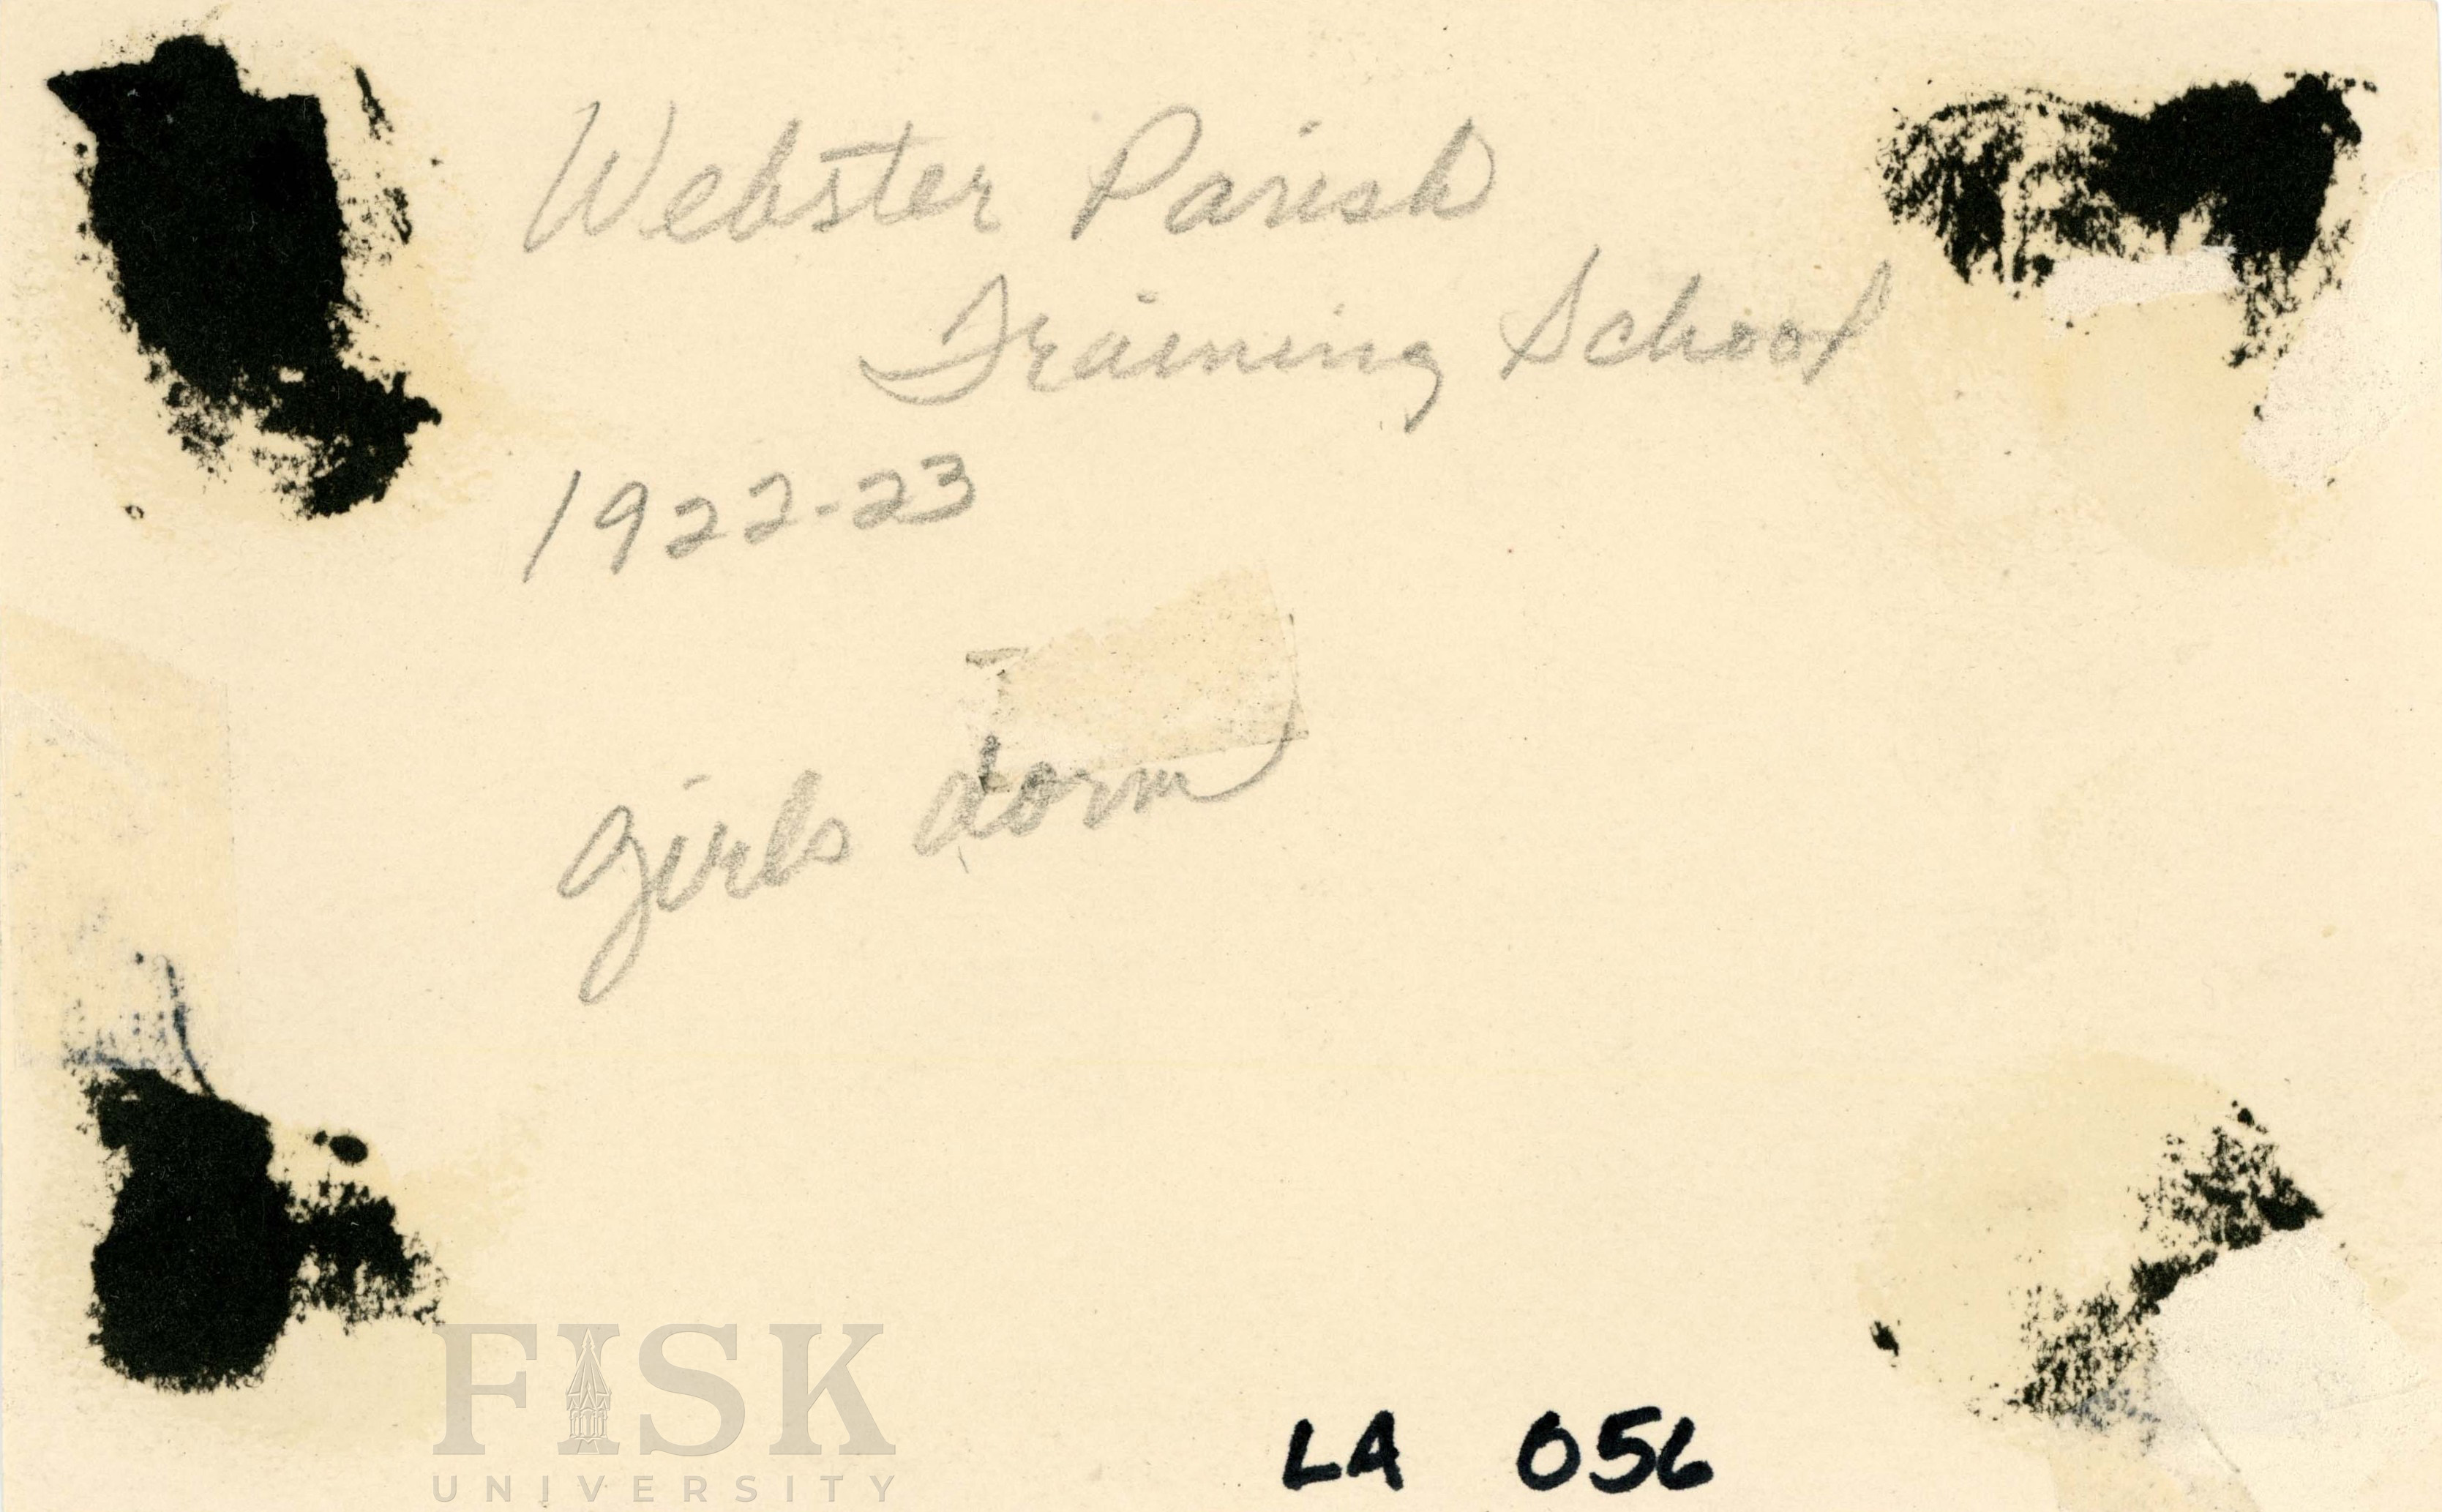 Webster Parish
Training School
1922-23
girls dorm
LA 056
FISK
UNIVERSITY